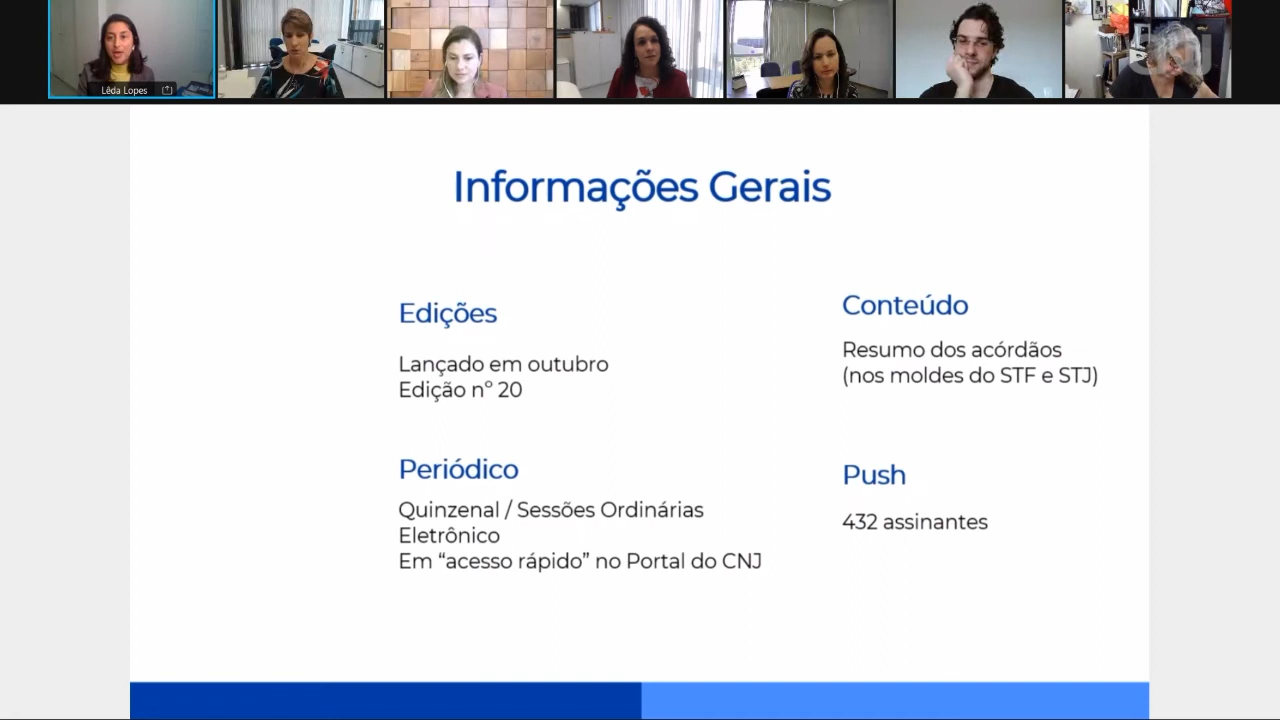 Lêda Lopes
Informações Gerais
Edições
Lançado em outubro
Edição nº 20
Conteúdo
Resumo dos acórdãos
(nos moldes do STF e STJ)
Periódico
Quinzenal / Sessões Ordinárias
Eletrônico
Em “acesso rápido” no Portal do CNJ
Push
432 assinantes